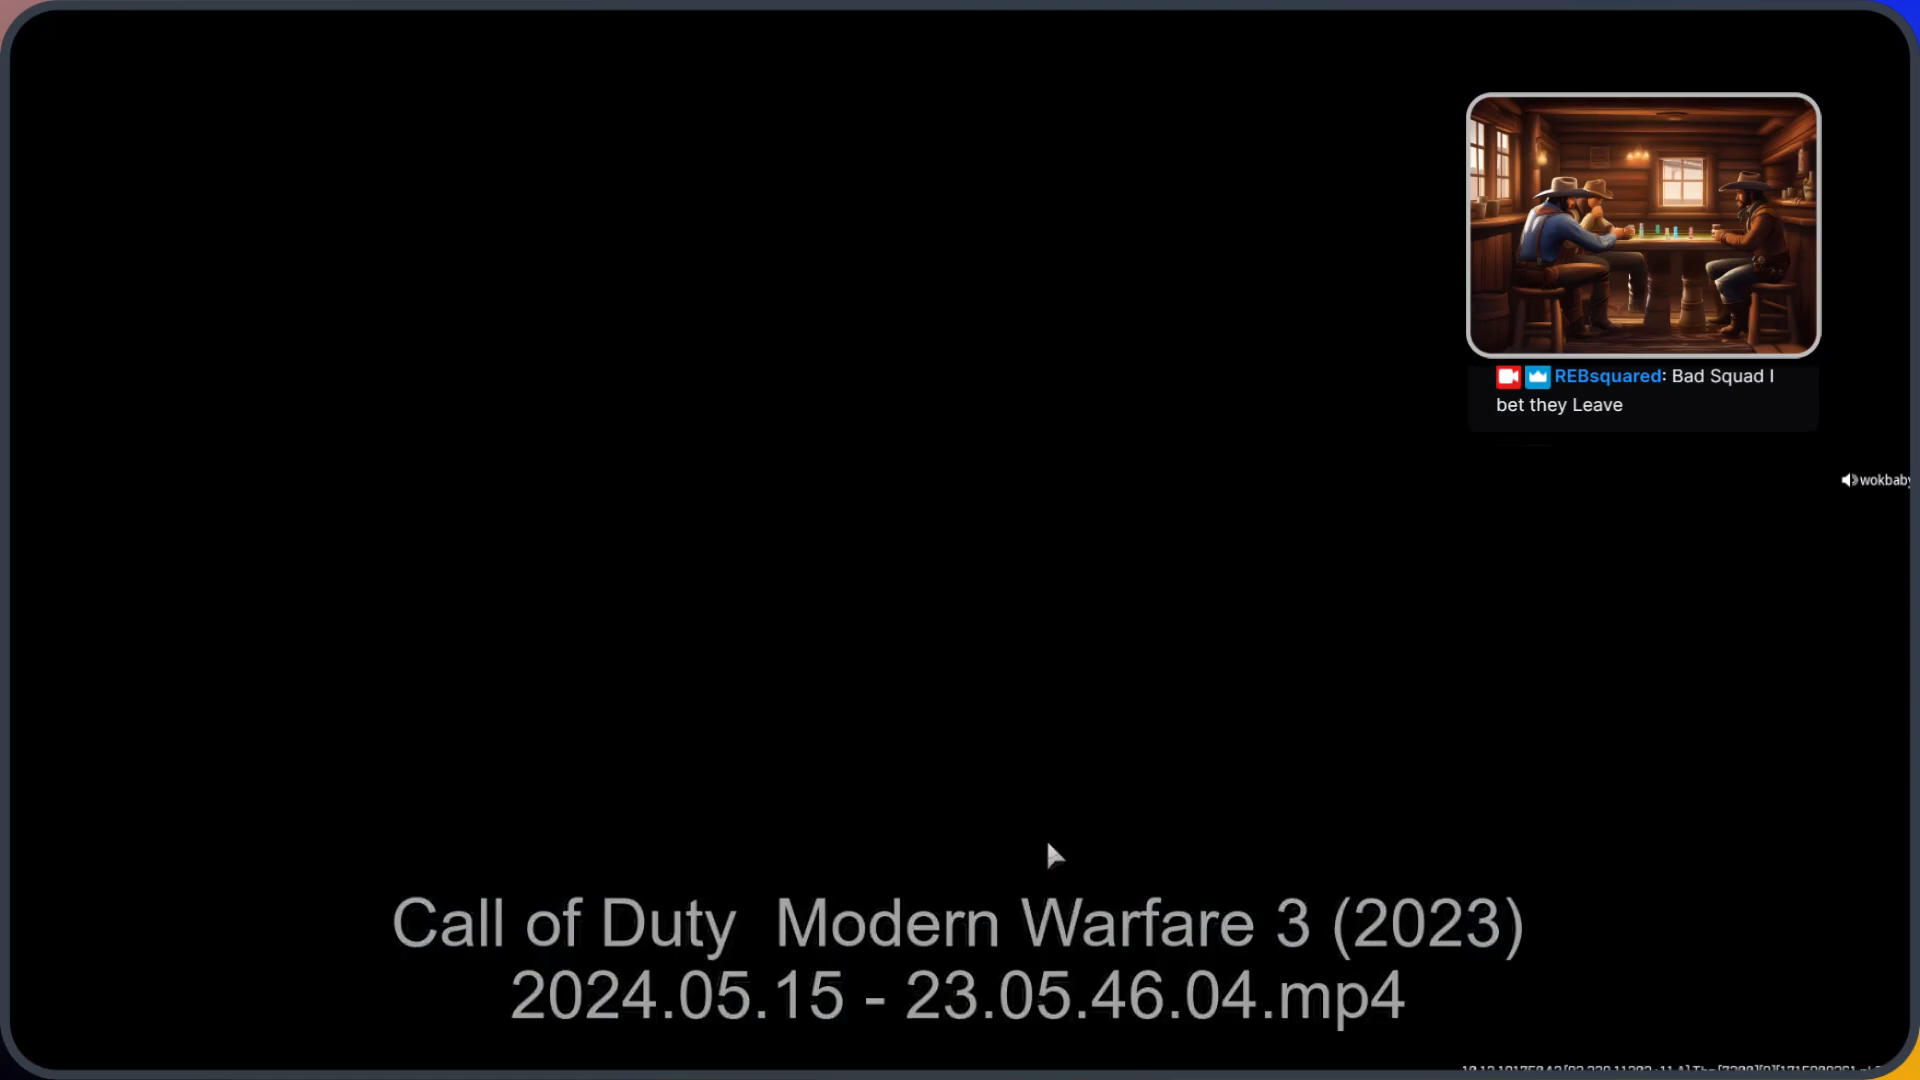 REBsquared: Bad Squad I
bet they Leave
wokbaby
Call of Duty  Modern Warfare 3 (2023)
2024.05.15 - 23.05.46.04.mp4